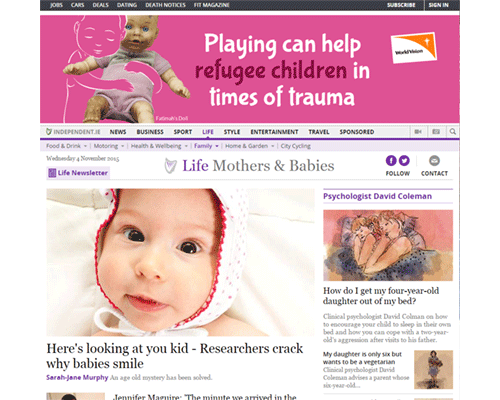 JOBS CARS DEALS DATING DEATH NOTICES FIT MAGAZINE SUBSCRIBE SIGN IN
Playing can help
refugee children in
times of trauma
World Vision
Fatimah's Doll
INDEPENDENT.IE NEWS BUSINESS SPORT LIFE STYLE ENTERTAINMENT TRAVEL SPONSORED
Food & Drink Motoring Health & Wellbeing Family Home & Garden City Cycling
Wednesday 4 November 2015
Life Newsletter
Life Mothers & Babies
FOLLOW CONTACT
Here's looking at you kid - Researchers crack
why babies smile
Sarah-Jane Murphy An age old mystery has been solved.
Jennifer Maguire: 'The minute we arrived in the
Psychologist David Coleman
How do I get my four-year-old
daughter out of my bed?
Clinical psychologist David Colman on how
to encourage your child to sleep in their own
bed and how you can cope with a two-year-
old's aggression after visits to his father.
My daughter is only six but
wants to be a vegetarian
Clinical psychologist David
Coleman advises a parent whose
six-year-old...